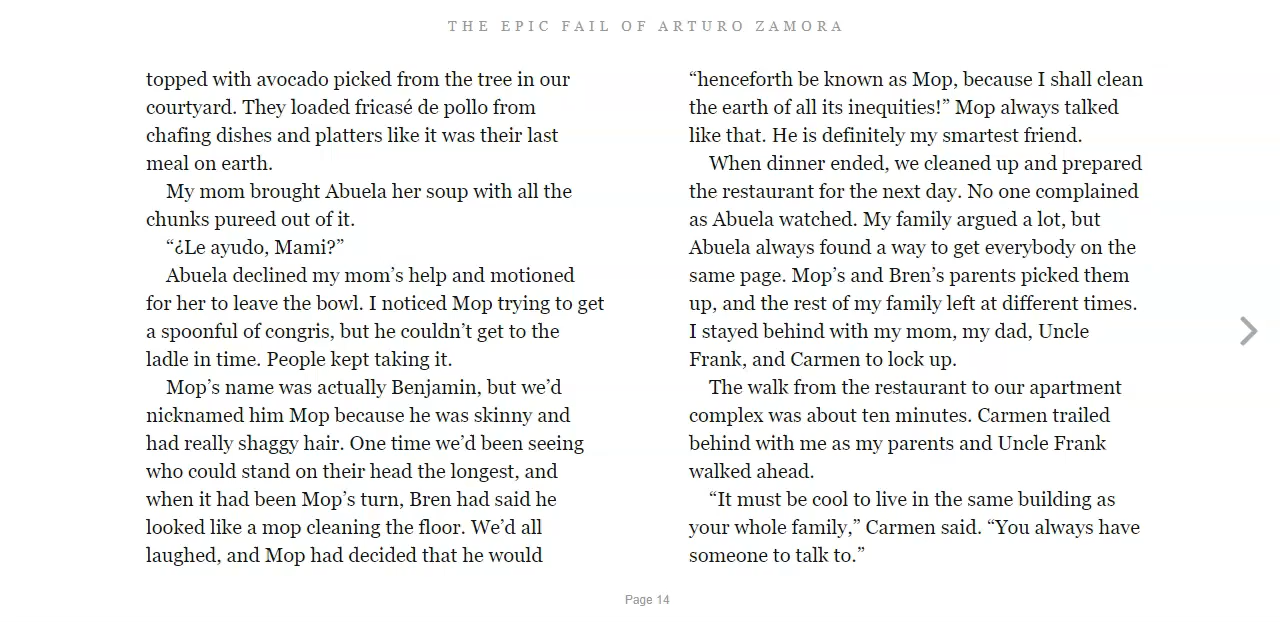 THE EPIC FAIL OF ARTURO ZAMORA
topped with avocado picked from the tree in our
courtyard. They loaded fricasé de pollo from
chafing dishes and platters like it was their last
meal on earth.
My mom brought Abuela her soup with all the
chunks pureed out of it.
“¿Le ayudo, Mami?”
Abuela declined my mom’s help and motioned
for her to leave the bowl. I noticed Mop trying to get
a spoonful of congris, but he couldn’t get to the
ladle in time. People kept taking it.
Mop’s name was actually Benjamin, but we’d
nicknamed him Mop because he was skinny and
had really shaggy hair. One time we’d been seeing
who could stand on their head the longest, and
when it had been Mop’s turn, Bren had said he
looked like a mop cleaning the floor. We’d all
laughed, and Mop had decided that he would
“henceforth be known as Mop, because I shall clean
the earth of all its inequities!” Mop always talked
like that. He is definitely my smartest friend.
When dinner ended, we cleaned up and prepared
the restaurant for the next day. No one complained
as Abuela watched. My family argued a lot, but
Abuela always found a way to get everybody on the
same page. Mop’s and Bren’s parents picked them
up, and the rest of my family left at different times.
I stayed behind with my mom, my dad, Uncle
Frank, and Carmen to lock up.
The walk from the restaurant to our apartment
complex was about ten minutes. Carmen trailed
behind with me as my parents and Uncle Frank
walked ahead.
“It must be cool to live in the same building as
your whole family,” Carmen said. “You always have
someone to talk to.”
Page 14